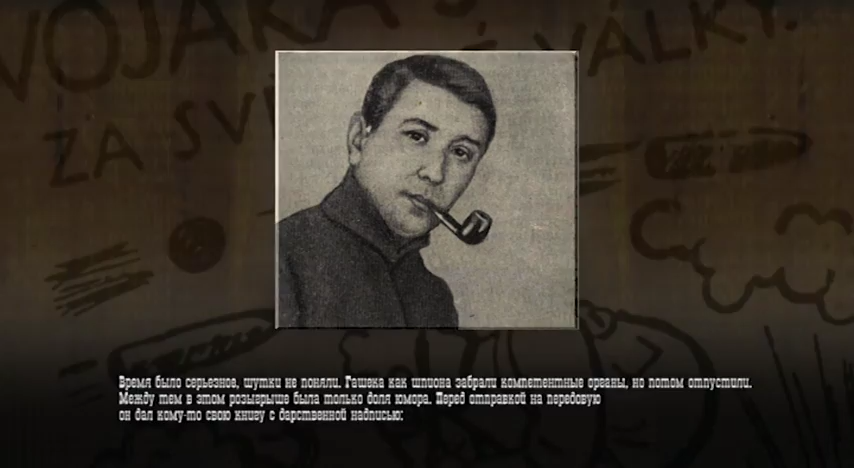 VOJÁKA
VÁLKY.
ZA SV
Время было серьезное, шутки не поняли. Гашека как шпиона забрали компетентные органы, но потом отпустили.
Между тем в этом розыгрыше была только доля юмора. Перед отправкой на передовую
он дал кому-то свою книгу с дарственной надписью: